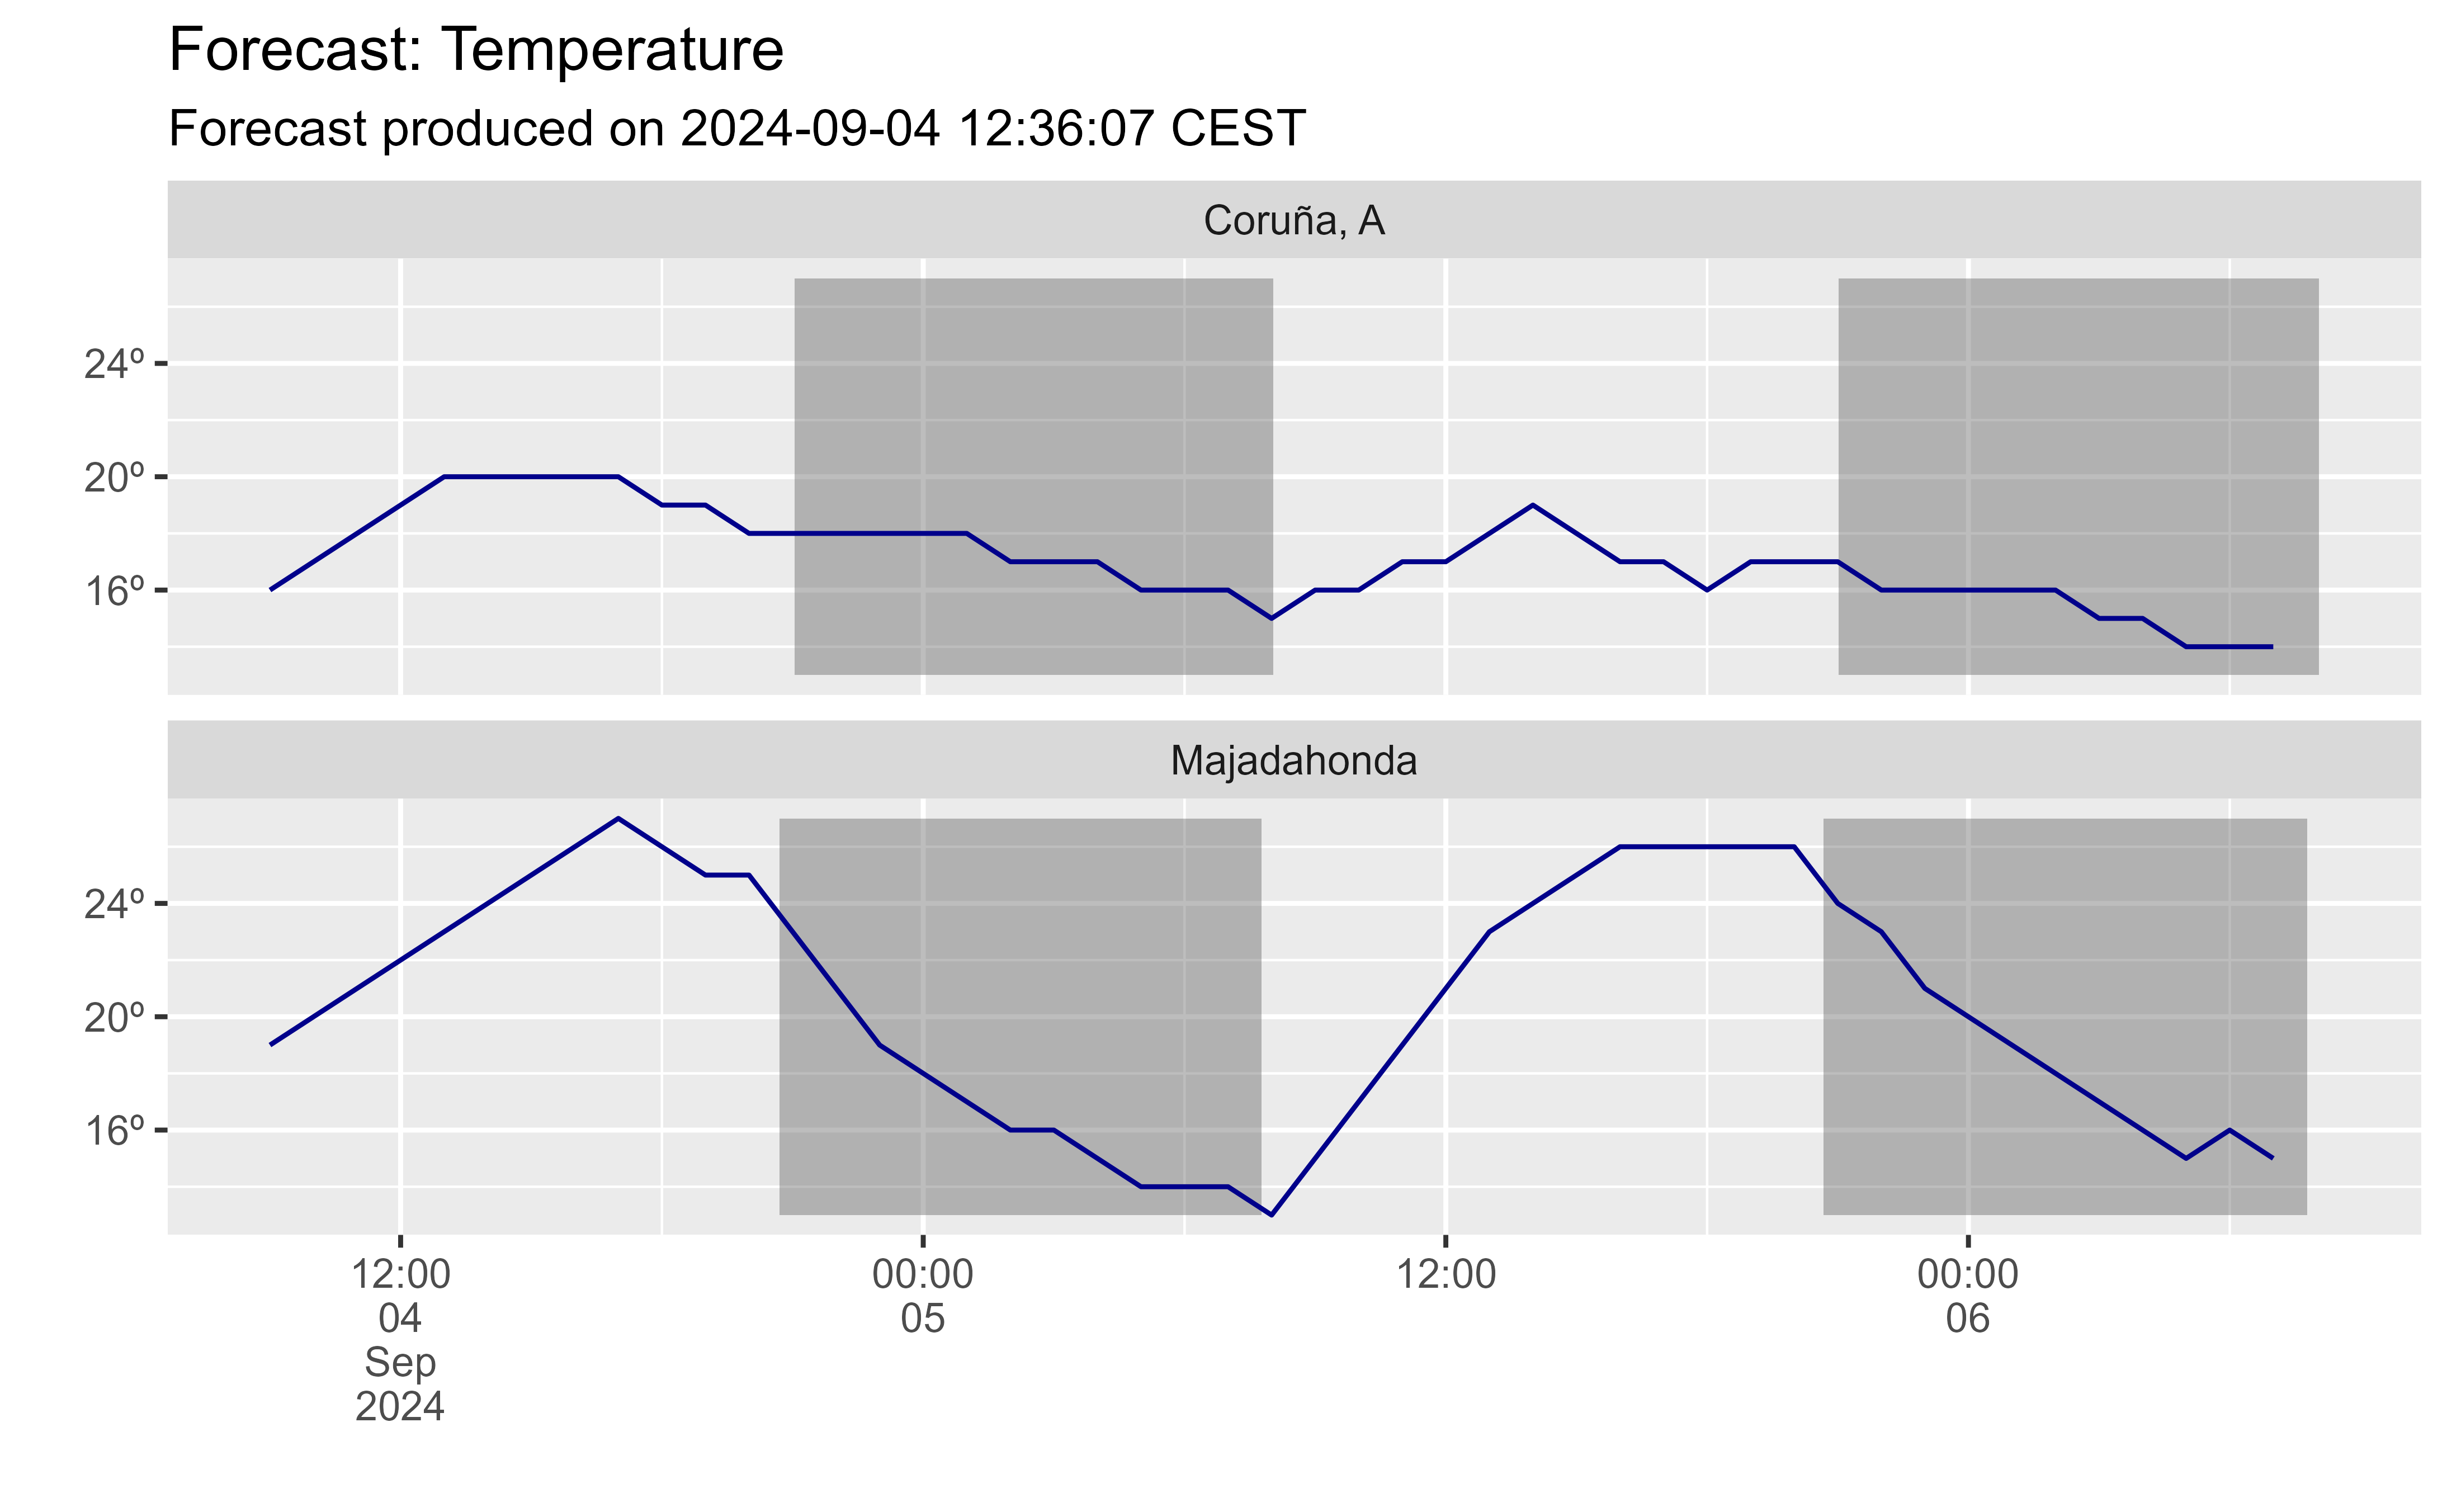 Forecast: Temperature
Forecast produced on 2024-09-04 12:36:07 CEST
Coruña, A
24º
20º
16º
Majadahonda
24º
20º
16º
12:00 00:00 12:00 00:00
04 05 06
Sep
2024